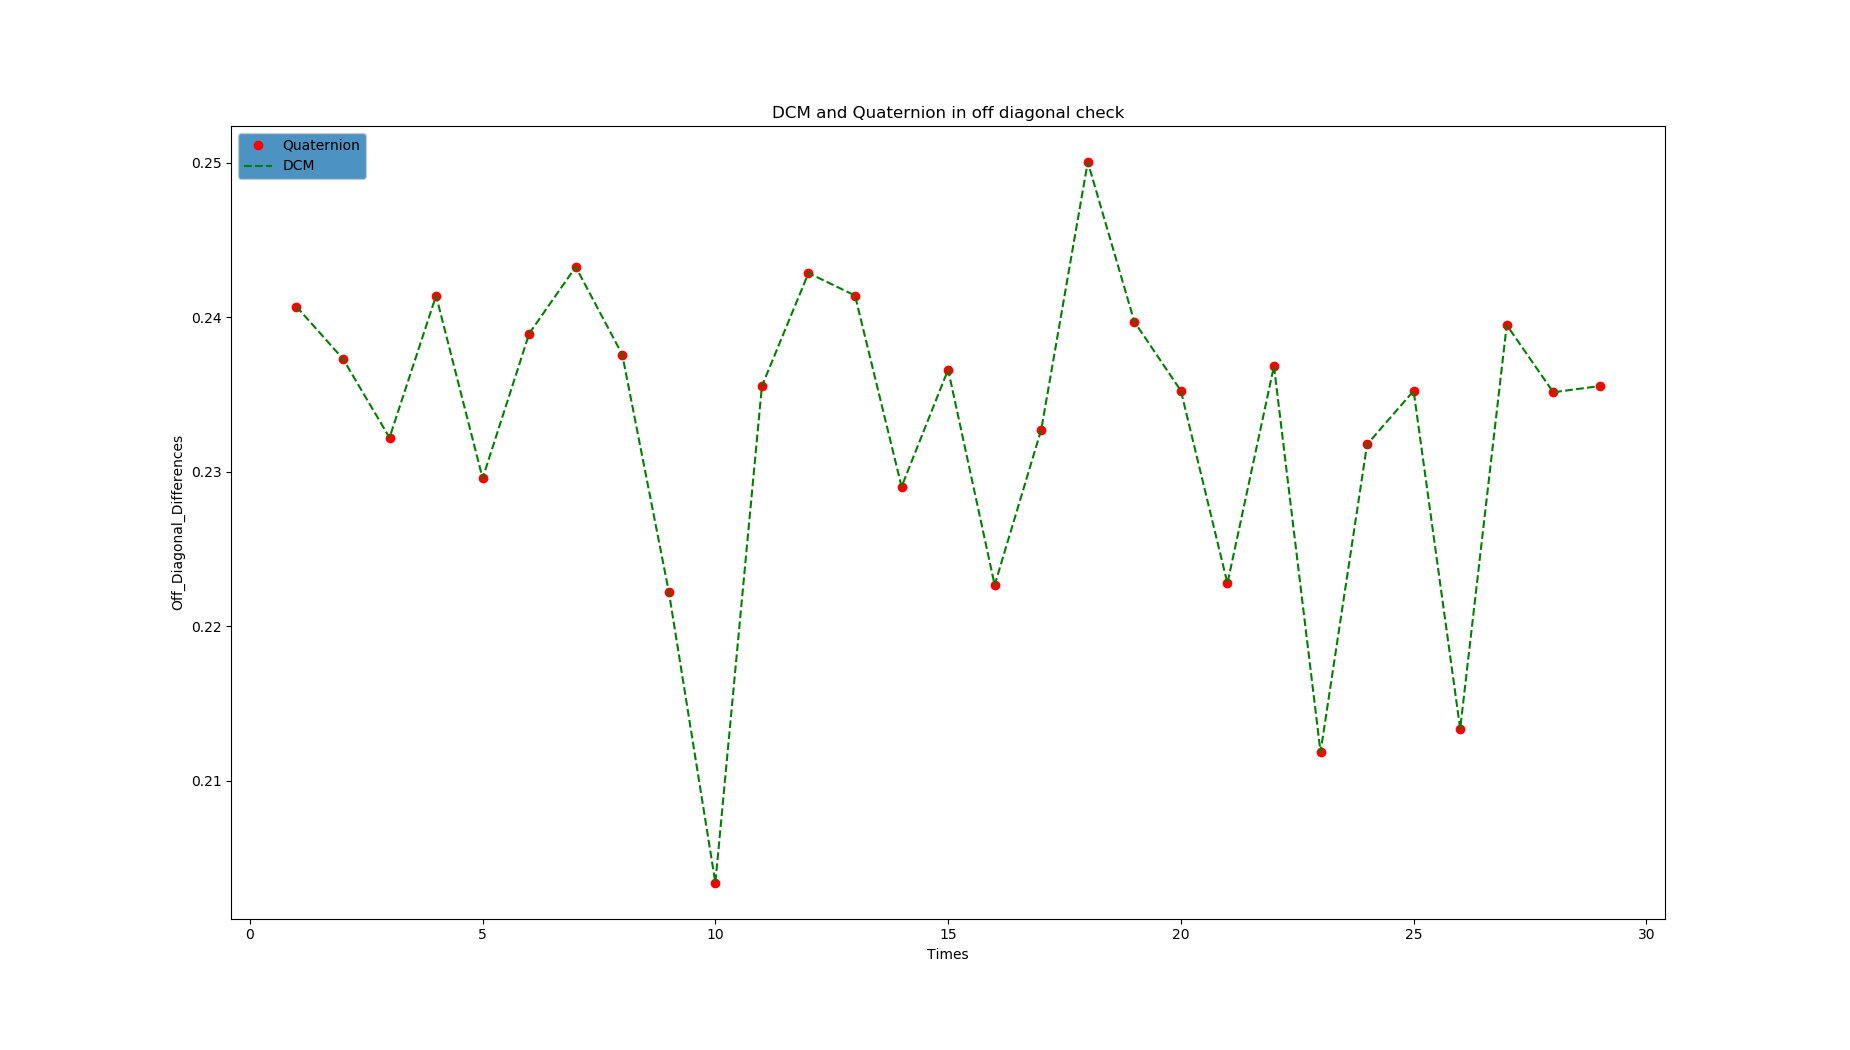 DCM and Quaternion in off diagonal check
Quaternion
DCM
0.25
0.24
0.23
0.22
0.21
Off_Diagonal_Differences
0 5 10 15 20 25 30
Times